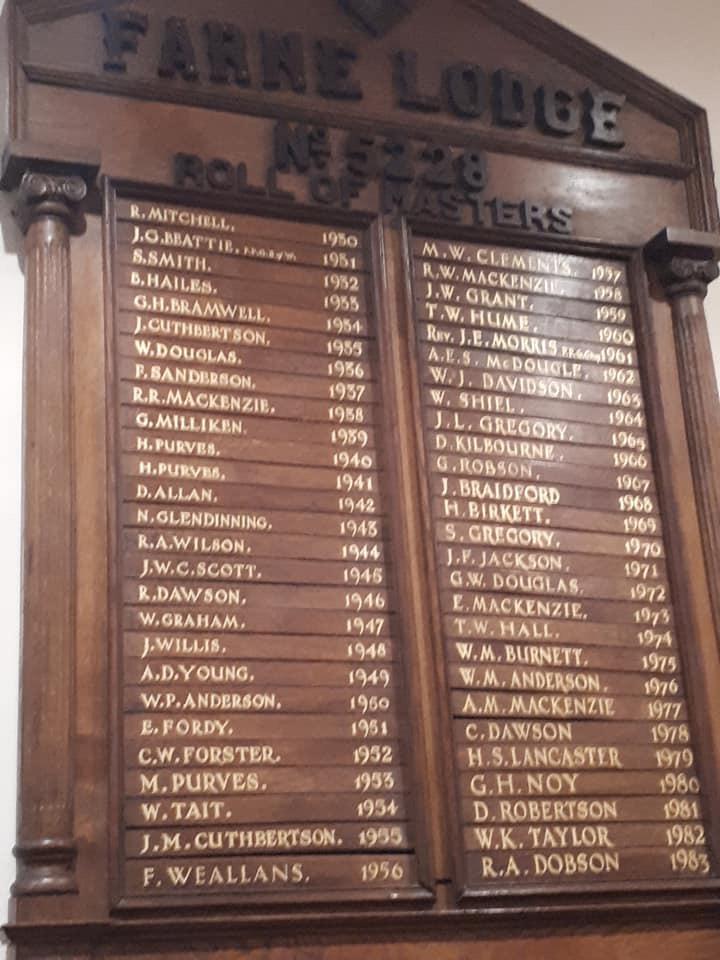 FARNE LODGE
No. 5228
ROLL OF MASTERS
R. MITCHELL. 1930
J.G. BEATTIE. 1931
S. SMITH. 1932
B. HAILES. 1933
G.H. BRAMWELL. 1934
J. CUTHBERTSON. 1935
W. DOUGLAS. 1936
F. SANDERSON. 1937
R.R. MACKENZIE. 1938
G. MILLIKEN. 1939
H. PURVES. 1940
H. PURVES. 1941
D. ALLAN. 1942
N. GLENDINNING. 1943
R.A. WILSON. 1944
J.W.C. SCOTT. 1945
R. DAWSON. 1946
W. GRAHAM. 1947
J. WILLIS. 1948
A.D. YOUNG. 1949
W.P. ANDERSON. 1950
E. FORDY. 1951
C.W. FORSTER. 1952
M. PURVES. 1953
W. TAIT. 1954
J.M. CUTHBERTSON. 1955
F. WEALLANS. 1956
M.W. CLEMENTS. 1957
R.W. MACKENZIE. 1958
J.W. GRANT. 1959
T.W. HUME. 1960
REV. J.E. MORRIS 1961
A.E.S. McDOUGLE. 1962
W.J. DAVIDSON. 1963
W. SHIEL. 1964
J.L. GREGORY. 1965
D. KILBOURNE. 1966
G. ROBSON. 1967
J. BRAIDFORD 1968
H. BIRKETT. 1969
S. GREGORY. 1970
J.F. JACKSON. 1971
G.W. DOUGLAS. 1972
E. MACKENZIE. 1973
T.W. HALL. 1974
W.M. BURNETT. 1975
W.M. ANDERSON. 1976
A.M. MACKENZIE 1977
C. DAWSON 1978
H.S. LANCASTER 1979
G.H. NOY 1980
D. ROBERTSON 1981
W.K. TAYLOR 1982
R.A. DOBSON 1983